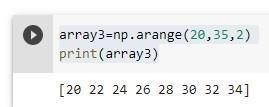 array3=np.arange(20,35,2)
print(array3)
[20 22 24 26 28 30 32 34]